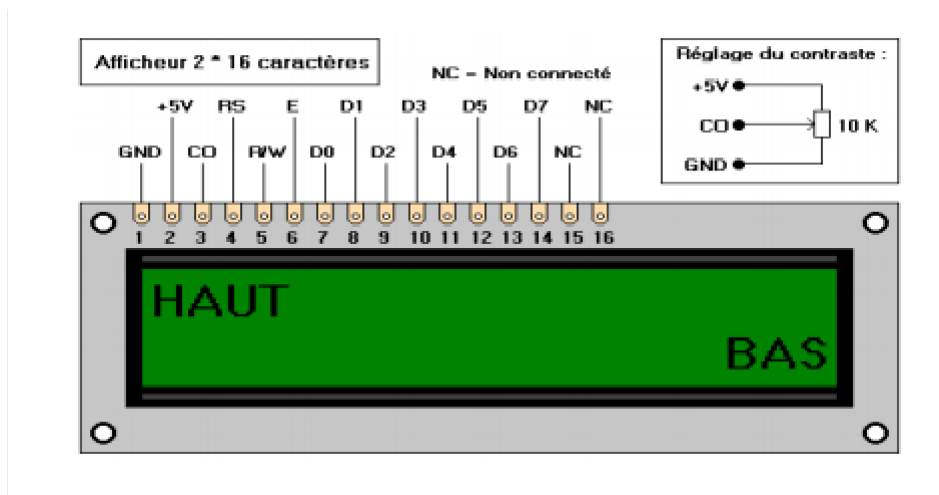 Afficheur 2 * 16 caractères
Réglage du contraste :
NC - Non connecté
+5V
+5V RS E D1 D3 D5 D7 NC
CO 10 K
GND CO R/W D0 D2 D4 D6 NC
GND
1 2 3 4 5 6 7 8 9 10 11 12 13 14 15 16
HAUT
BAS